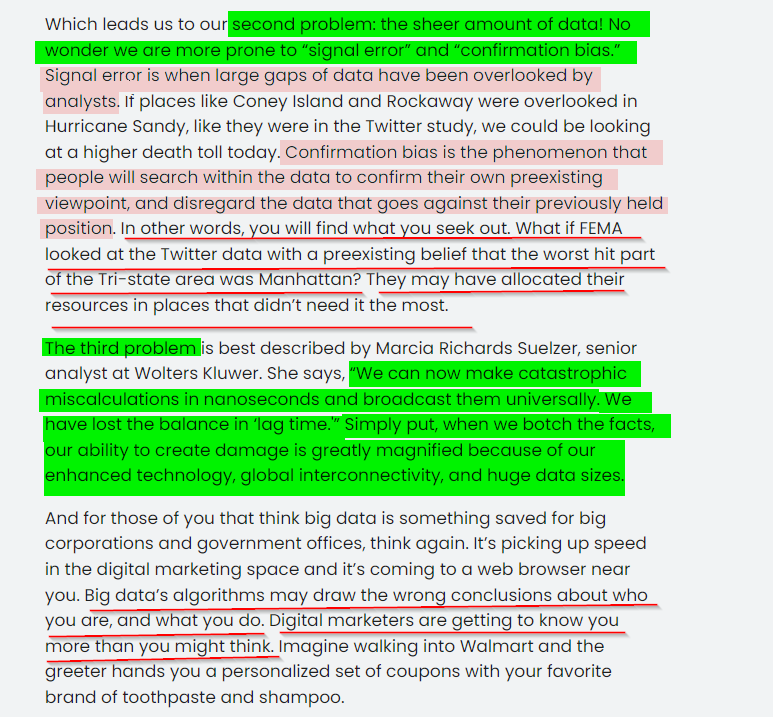 Which leads us to our second problem: the sheer amount of data! No
wonder we are more prone to “signal error” and “confirmation bias.”
Signal error is when large gaps of data have been overlooked by
analysts. If places like Coney Island and Rockaway were overlooked in
Hurricane Sandy, like they were in the Twitter study, we could be looking
at a higher death toll today. Confirmation bias is the phenomenon that
people will search within the data to confirm their own preexisting
viewpoint, and disregard the data that goes against their previously held
position. In other words, you will find what you seek out. What if FEMA
looked at the Twitter data with a preexisting belief that the worst hit part
of the Tri-state area was Manhattan? They may have allocated their
resources in places that didn’t need it the most.
The third problem is best described by Marcia Richards Suelzer, senior
analyst at Wolters Kluwer. She says, “We can now make catastrophic
miscalculations in nanoseconds and broadcast them universally. We
have lost the balance in ‘lag time.'” Simply put, when we botch the facts,
our ability to create damage is greatly magnified because of our
enhanced technology, global interconnectivity, and huge data sizes.
And for those of you that think big data is something saved for big
corporations and government offices, think again. It’s picking up speed
in the digital marketing space and it’s coming to a web browser near
you. Big data’s algorithms may draw the wrong conclusions about who
you are, and what you do. Digital marketers are getting to know you
more than you might think. Imagine walking into Walmart and the
greeter hands you a personalized set of coupons with your favorite
brand of toothpaste and shampoo.